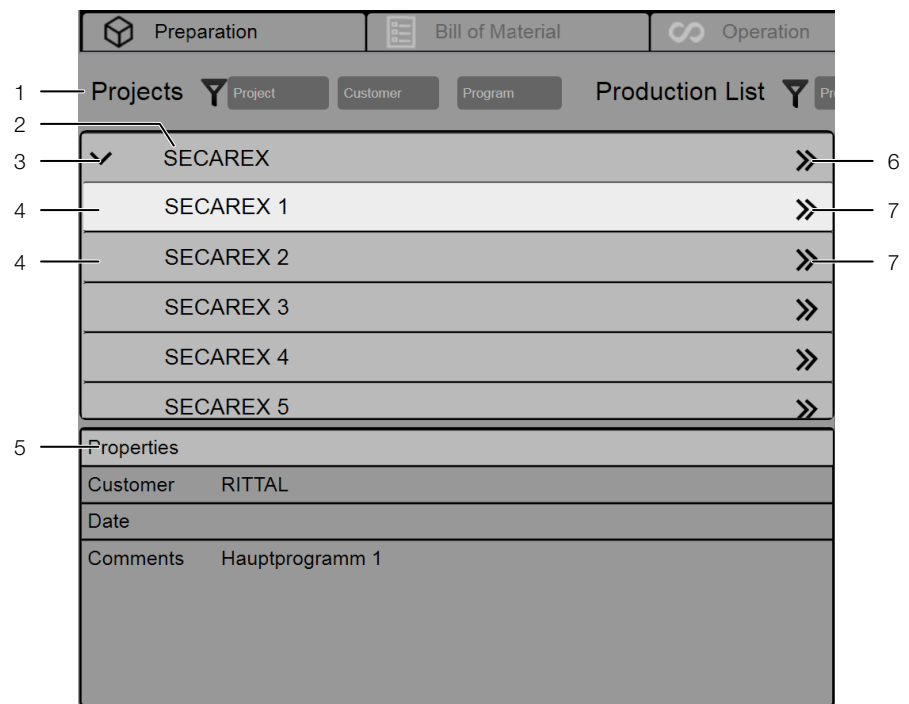 Preparation Bill of Material Operation
1 Projects Project Customer Program Production List Pr
2
3 SECAREX 6
4 SECAREX 1 7
4 SECAREX 2 7
SECAREX 3
SECAREX 4
SECAREX 5
5 Properties
Customer RITTAL
Date
Comments Hauptprogramm 1